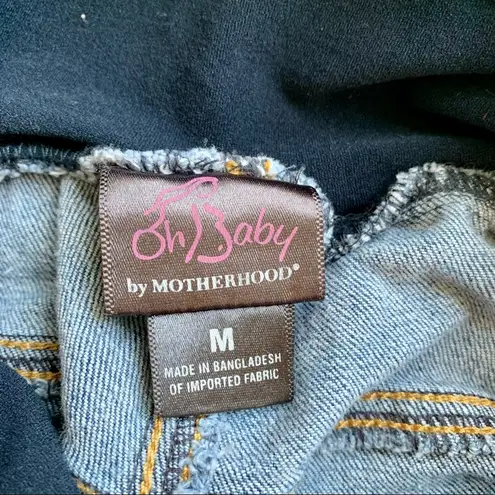 Oh Baby
by MOTHERHOOD®
M
MADE IN BANGLADESH
OF IMPORTED FABRIC